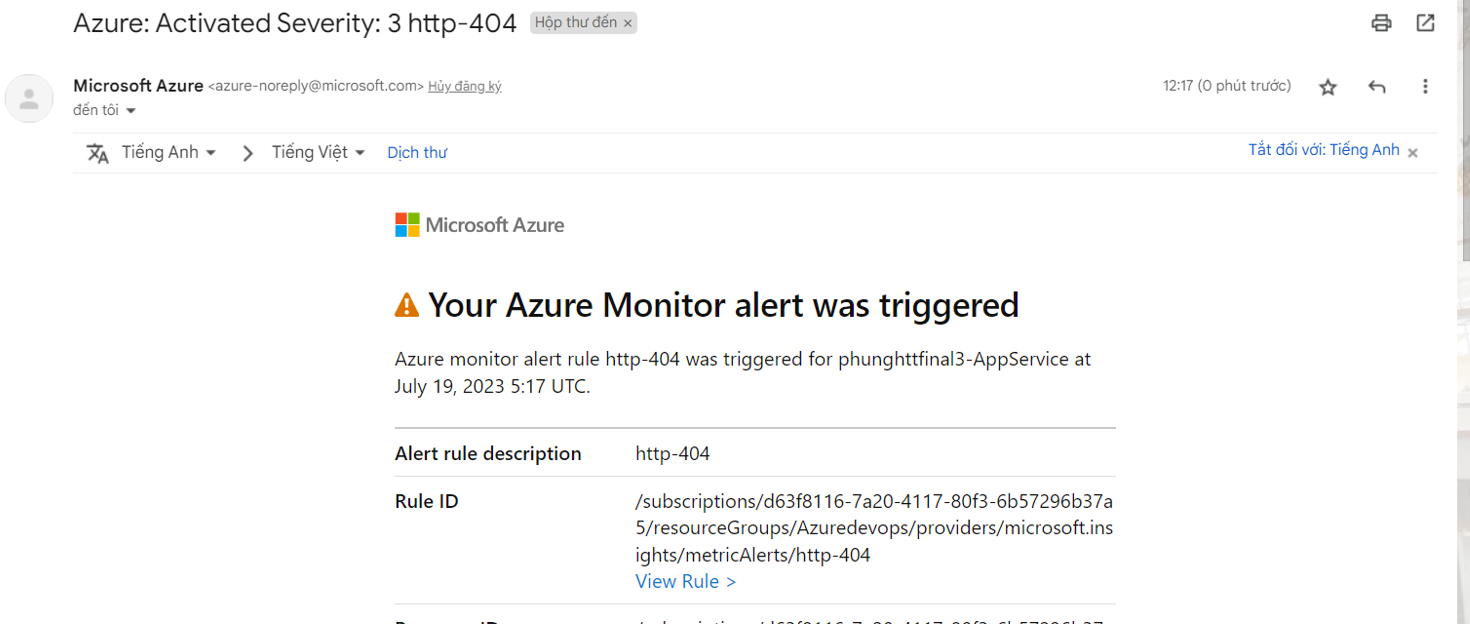 Azure: Activated Severity: 3 http-404 Hộp thư đến ×
Microsoft Azure <azure-noreply@microsoft.com> Hủy đăng ký 12:17 (0 phút trước)
đến tôi
Tiếng Anh > Tiếng Việt Dịch thư Tắt đối với: Tiếng Anh ×
Microsoft Azure
Your Azure Monitor alert was triggered
Azure monitor alert rule http-404 was triggered for phunghttfinal3-AppService at
July 19, 2023 5:17 UTC.
Alert rule description http-404
Rule ID /subscriptions/d63f8116-7a20-4117-80f3-6b57296b37a
5/resourceGroups/Azuredevops/providers/microsoft.ins
ights/metricAlerts/http-404
View Rule >